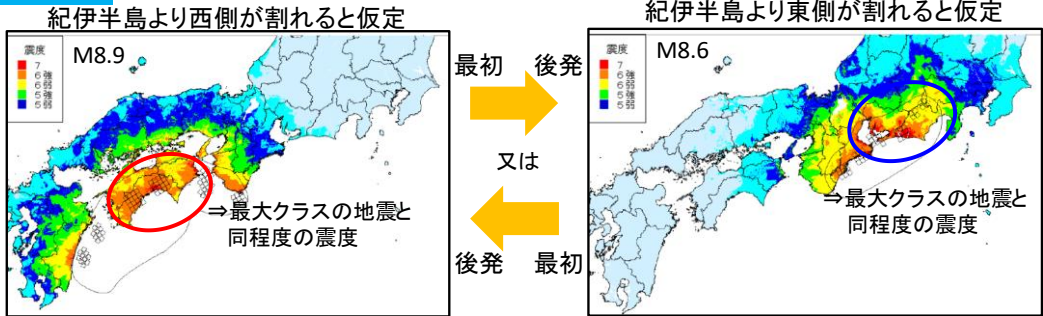 紀伊半島より西側が割れると仮定
紀伊半島より東側が割れると仮定
震度
7
6強
6弱
5強
5弱
M8.9
⇒最大クラスの地震と
同程度の震度
最初 後発
又は
後発 最初
震度
7
6強
6弱
5強
5弱
M8.6
⇒最大クラスの地震と
同程度の震度